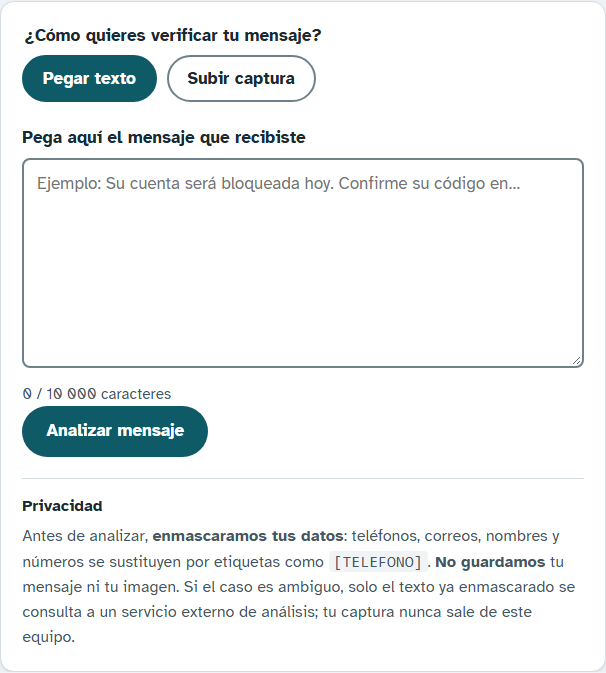 ¿Cómo quieres verificar tu mensaje?
Pegar texto
Subir captura
Pega aquí el mensaje que recibiste
Ejemplo: Su cuenta será bloqueada hoy. Confirme su código en...
0 / 10 000 caracteres
Analizar mensaje
Privacidad
Antes de analizar, enmascaramos tus datos: teléfonos, correos, nombres y
números se sustituyen por etiquetas como [TELEFONO]. No guardamos tu
mensaje ni tu imagen. Si el caso es ambiguo, solo el texto ya enmascarado se
consulta a un servicio externo de análisis; tu captura nunca sale de este
equipo.